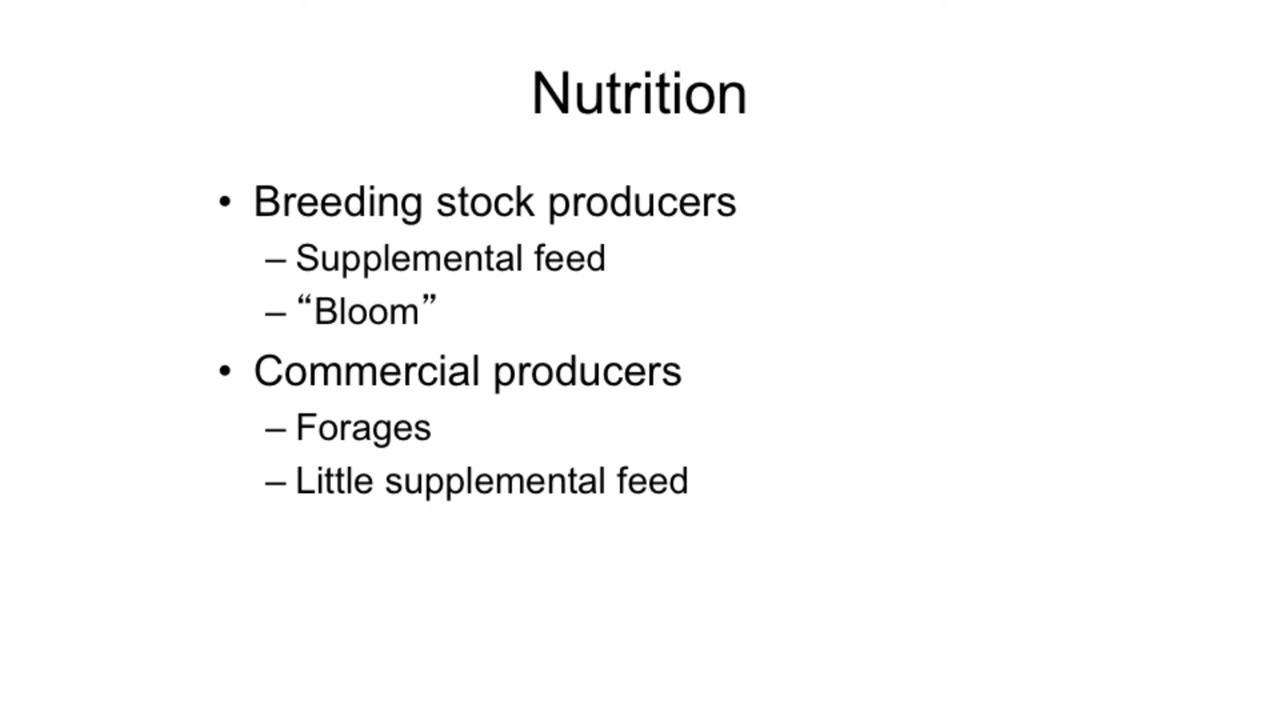 Nutrition
• Breeding stock producers
– Supplemental feed
– “Bloom”
• Commercial producers
– Forages
– Little supplemental feed